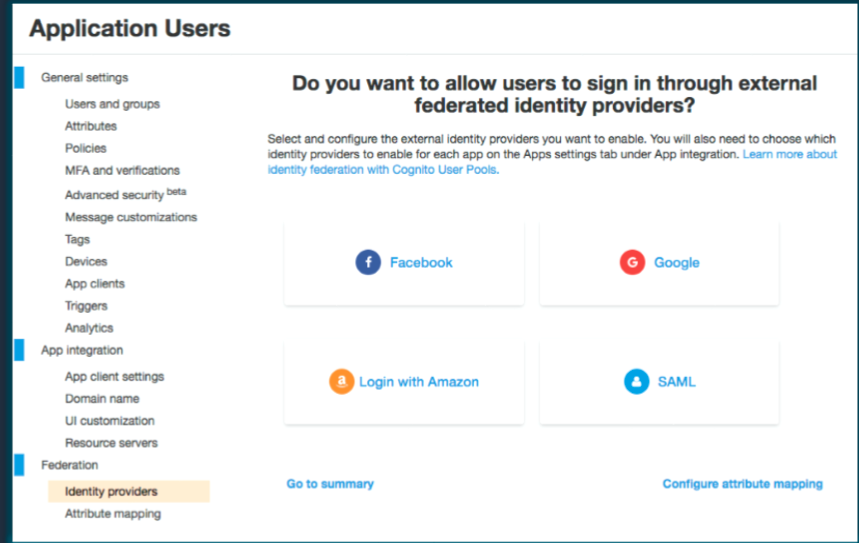 Application Users
General settings
Users and groups
Attributes
Policies
MFA and verifications
Advanced security beta
Message customizations
Tags
Devices
App clients
Triggers
Analytics
App integration
App client settings
Domain name
UI customization
Resource servers
Federation
Identity providers
Attribute mapping
Do you want to allow users to sign in through external
federated identity providers?
Select and configure the external identity providers you want to enable. You will also need to choose which
identity providers to enable for each app on the Apps settings tab under App integration. Learn more about
identity federation with Cognito User Pools.
f Facebook
G Google
a Login with Amazon
SAML
Go to summary
Configure attribute mapping